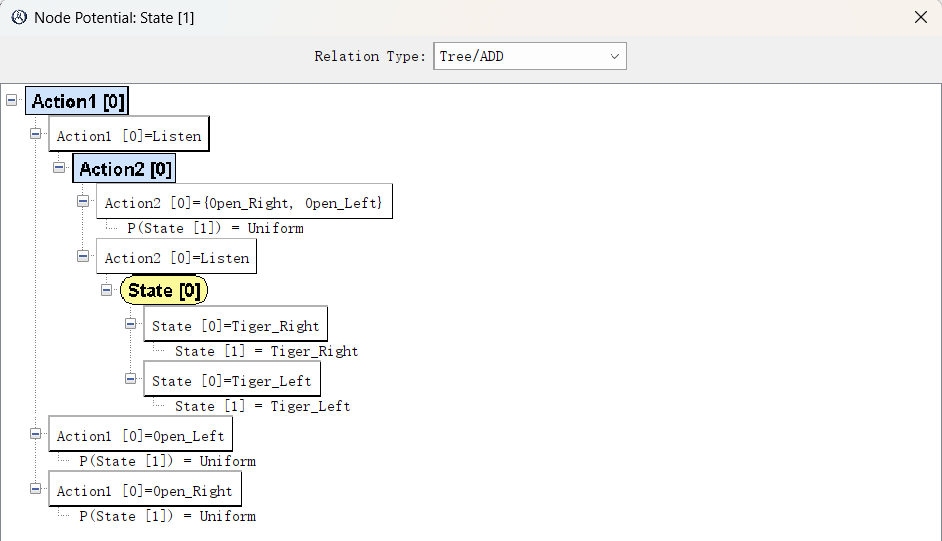 Node Potential: State [1]
Relation Type: Tree/ADD
Action1 [0]
Action1 [0]=Listen
Action2 [0]
Action2 [0]={Open_Right, Open_Left}
P(State [1]) = Uniform
Action2 [0]=Listen
State [0]
State [0]=Tiger_Right
State [1] = Tiger_Right
State [0]=Tiger_Left
State [1] = Tiger_Left
Action1 [0]=Open_Left
P(State [1]) = Uniform
Action1 [0]=Open_Right
P(State [1]) = Uniform